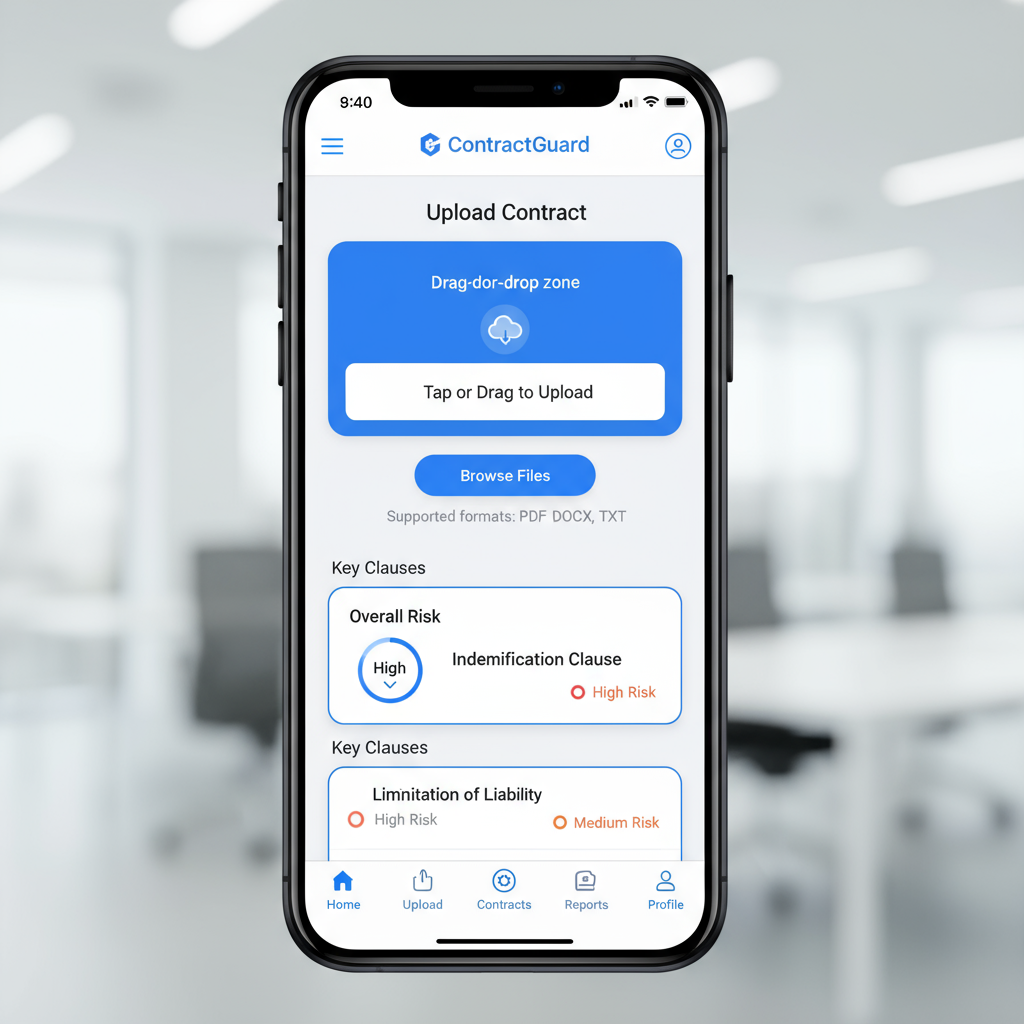 9:40
ContractGuard
Upload Contract
Drag-dor-drop zone
Tap or Drag to Upload
Browse Files
Supported formats: PDF DOCX, TXT
Key Clauses
Overall Risk
High
Indemification Clause
High Risk
Key Clauses
Limnitation of Liability
High Risk
Medium Risk
Home
Upload
Contracts
Reports
Profile